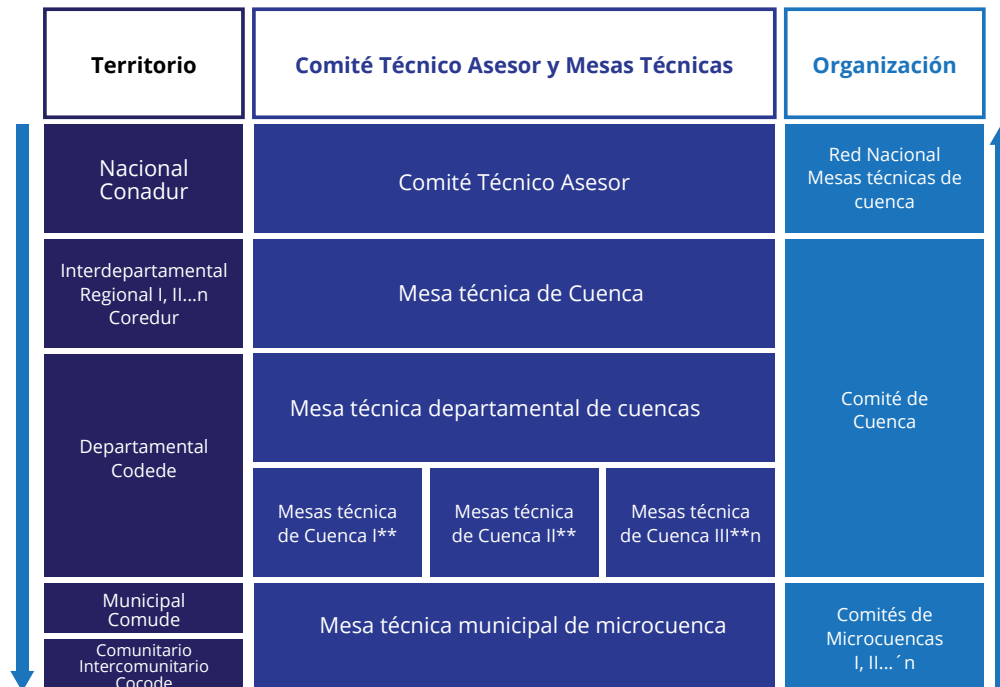 Territorio
Comité Técnico Asesor y Mesas Técnicas
Organización
Nacional
Conadur
Comité Técnico Asesor
Red Nacional
Mesas técnicas de
cuenca
Interdepartamental
Regional I, II...n
Coredur
Mesa técnica de Cuenca
Comité de
Cuenca
Departamental
Codede
Mesa técnica departamental de cuencas
Mesas técnica
de Cuenca I**
Mesas técnica
de Cuenca II**
Mesas técnica
de Cuenca III**n
Municipal
Comude
Mesa técnica municipal de microcuenca
Comités de
Microcuencas
I, II...´n
Comunitario
Intercomunitario
Cocode